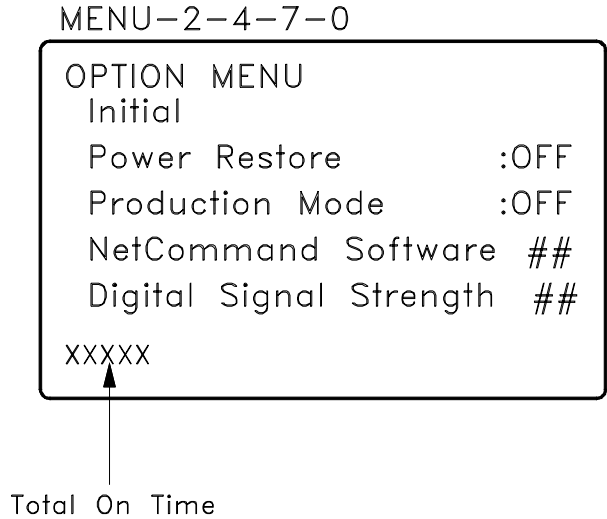 MENU-2-4-7-0
OPTION MENU
Initial
Power Restore :OFF
Production Mode :OFF
NetCommand Software ##
Digital Signal Strength ##
XXXXX
Total On Time